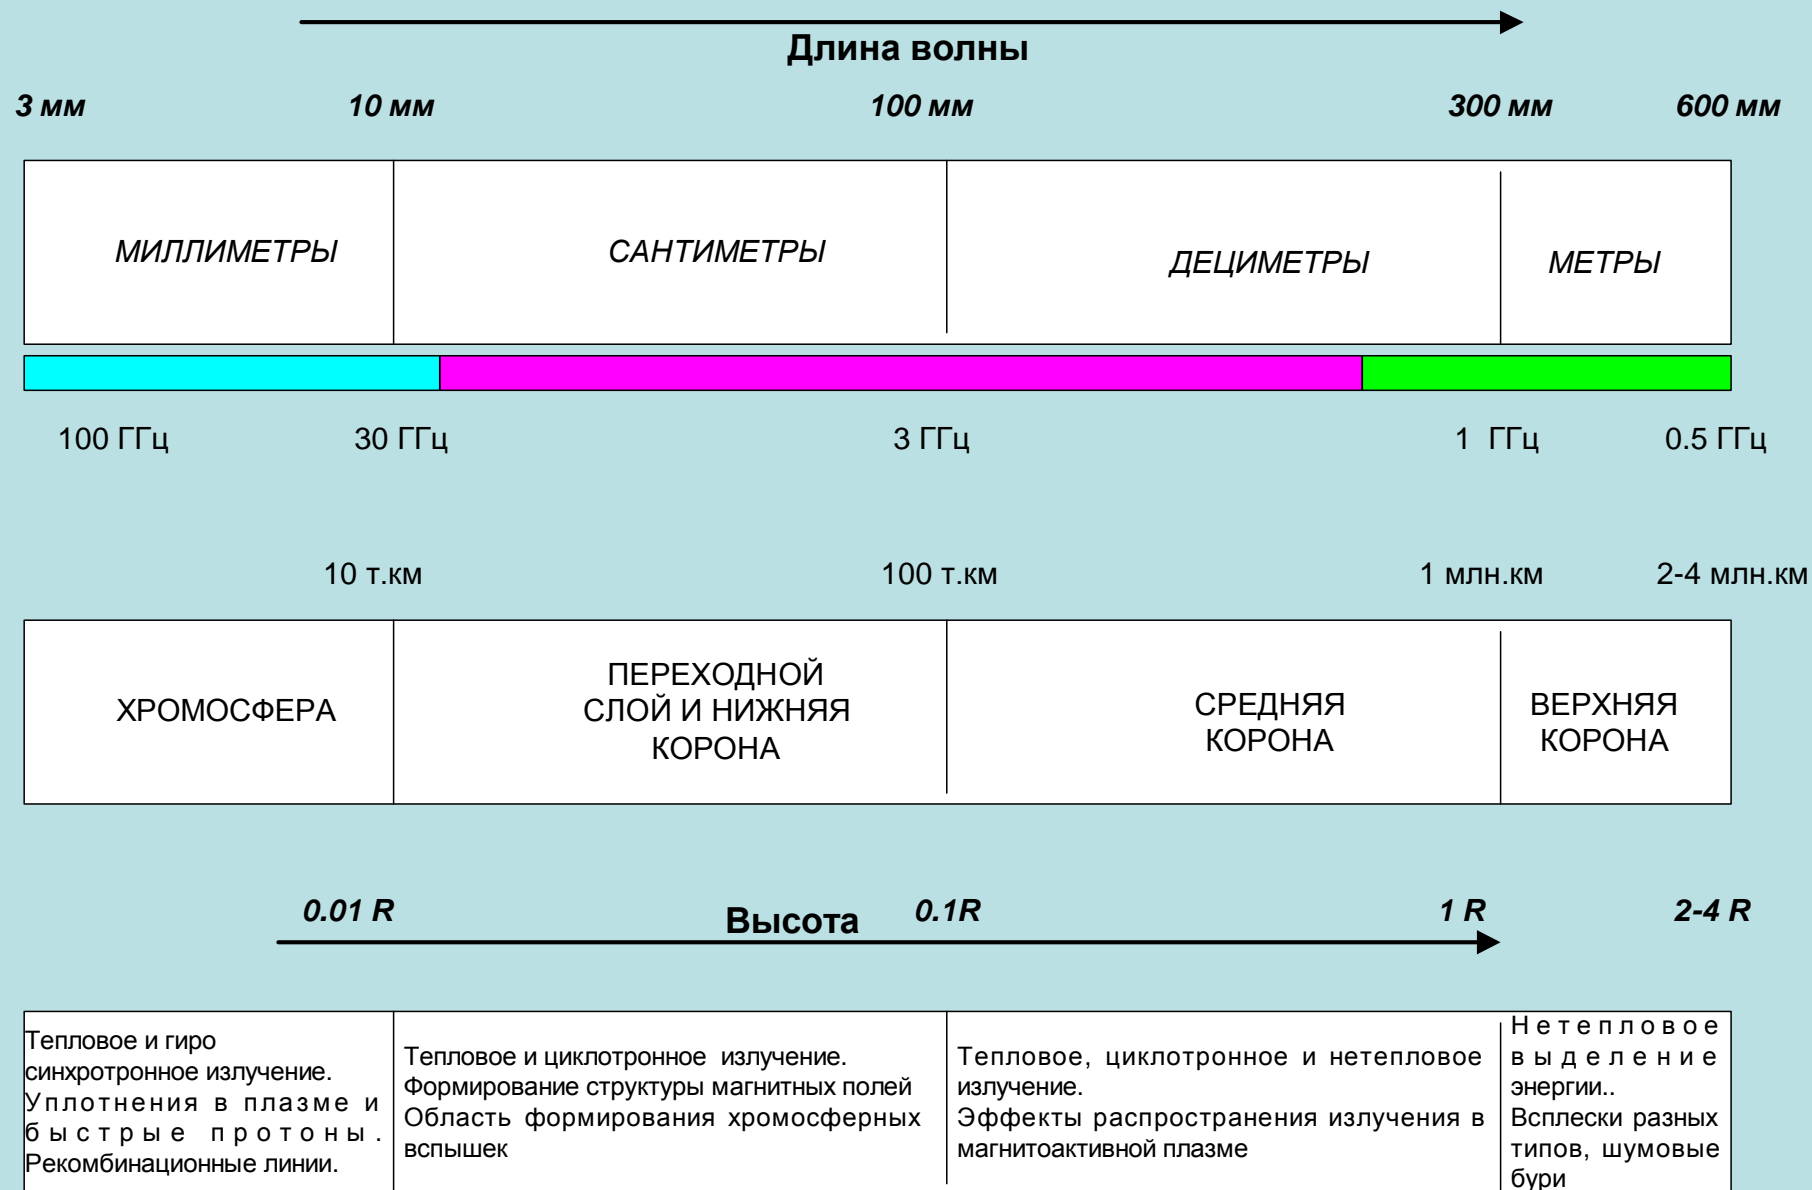 Длина волны
3 мм 10 мм 100 мм 300 мм 600 мм
МИЛЛИМЕТРЫ САНТИМЕТРЫ ДЕЦИМЕТРЫ МЕТРЫ
100 ГГц 30 ГГц 3 ГГц 1 ГГц 0.5 ГГц
10 т.км 100 т.км 1 млн.км 2-4 млн.км
ХРОМОСФЕРА
ПЕРЕХОДНОЙ
СЛОЙ И НИЖНЯЯ
КОРОНА
СРЕДНЯЯ
КОРОНА
ВЕРХНЯЯ
КОРОНА
0.01 R Высота 0.1R 1 R 2-4 R
Тепловое и гиро
синхротронное излучение.
Уплотнения в плазме и
быстрые протоны.
Рекомбинационные линии.
Тепловое и циклотронное излучение.
Формирование структуры магнитных полей
Область формирования хромосферных
вспышек
Тепловое, циклотронное и нетепловое
излучение.
Эффекты распространения излучения в
магнитоактивной плазме
Нетепловое
выделение
энергии..
Всплески разных
типов, шумовые
бури